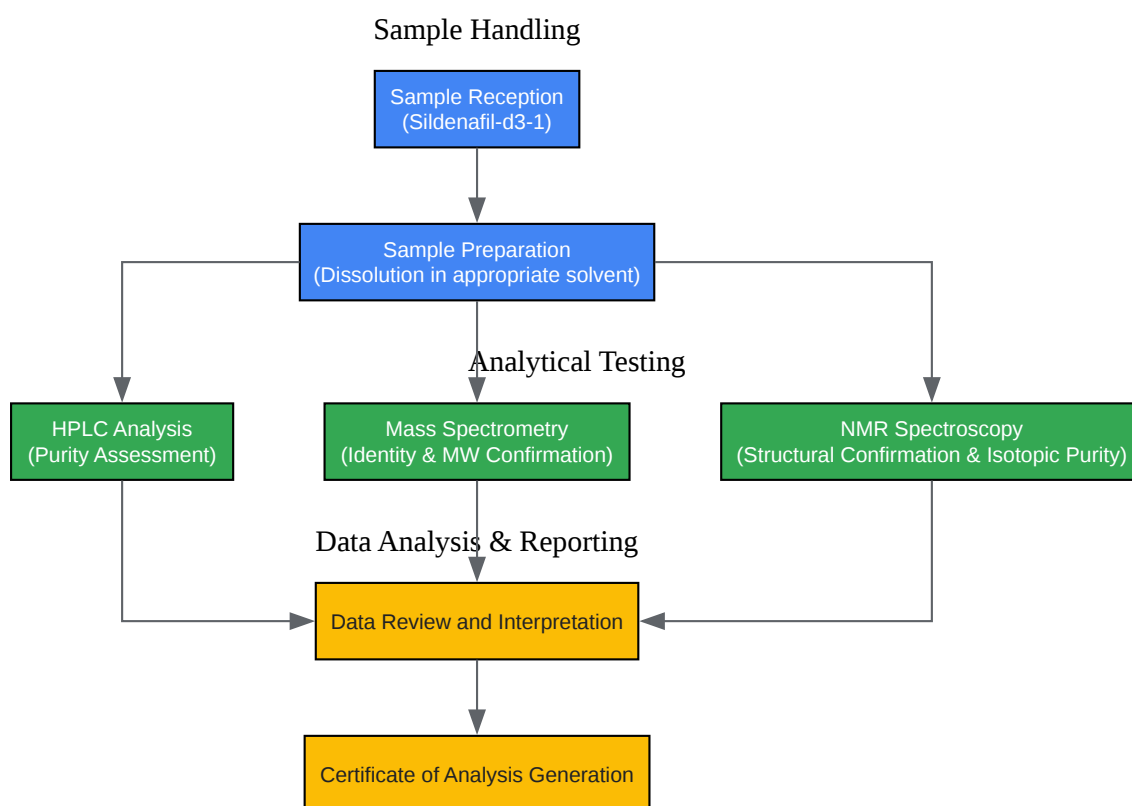 Sample Handling
Sample Reception
(Sildenafil-d3-1)
Sample Preparation
(Dissolution in appropriate solvent)
Analytical Testing
HPLC Analysis
(Purity Assessment)
Mass Spectrometry
(Identity & MW Confirmation)
NMR Spectroscopy
(Structural Confirmation & Isotopic Purity)
Data Analysis & Reporting
Data Review and Interpretation
Certificate of Analysis Generation